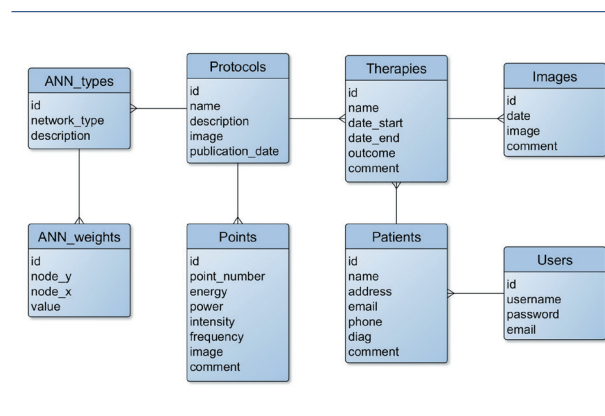 ANN_types
id
network_type
description
Protocols
id
name
description
image
publication_date
Therapies
id
name
date_start
date_end
outcome
comment
Images
id
date
image
comment
ANN_weights
id
node_y
node_x
value
Points
id
point_number
energy
power
intensity
frequency
image
comment
Patients
id
name
address
email
phone
diag
comment
Users
id
username
password
email